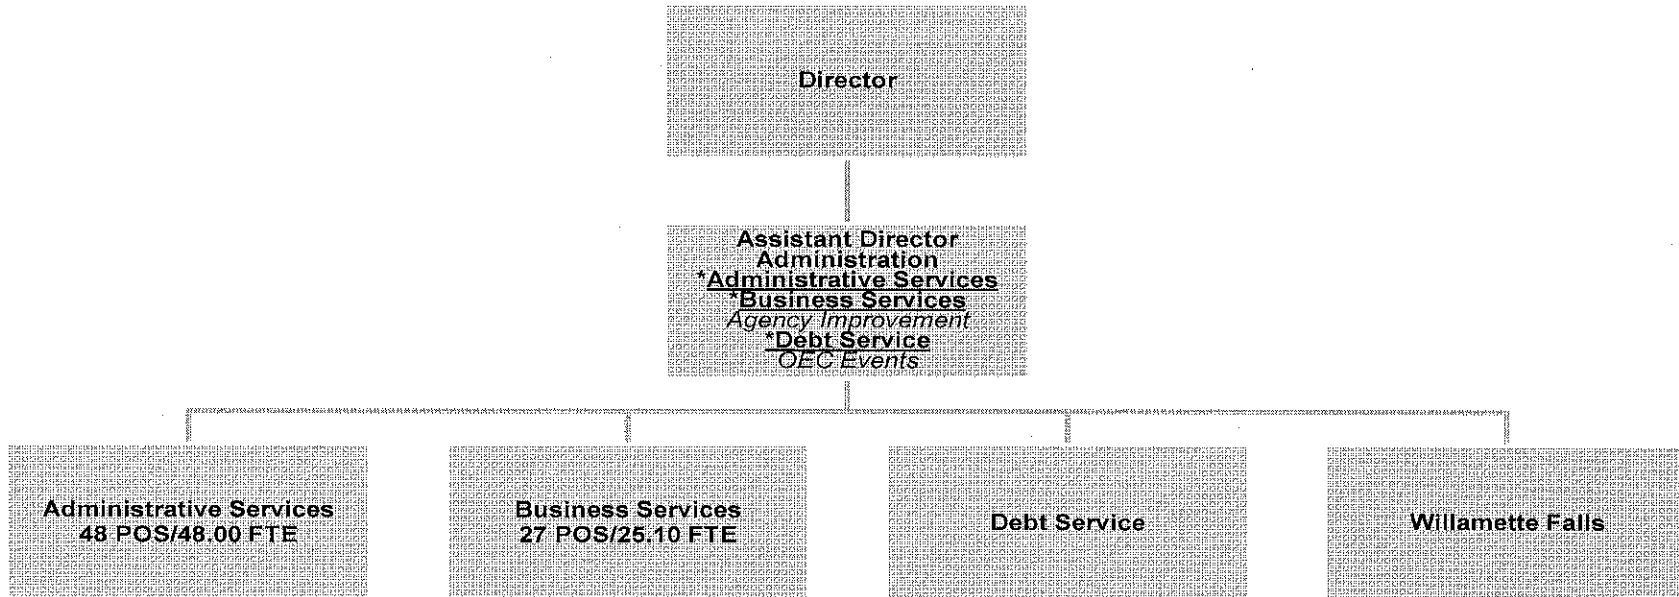 Director
Assistant Director
Administration
*Administrative Services
*Business Services
Agency Improvement
*Debt Service
OEC Events
Administrative Services
48 POS/48.00 FTE
Business Services
27 POS/25.10 FTE
Debt Service
Willamette Falls